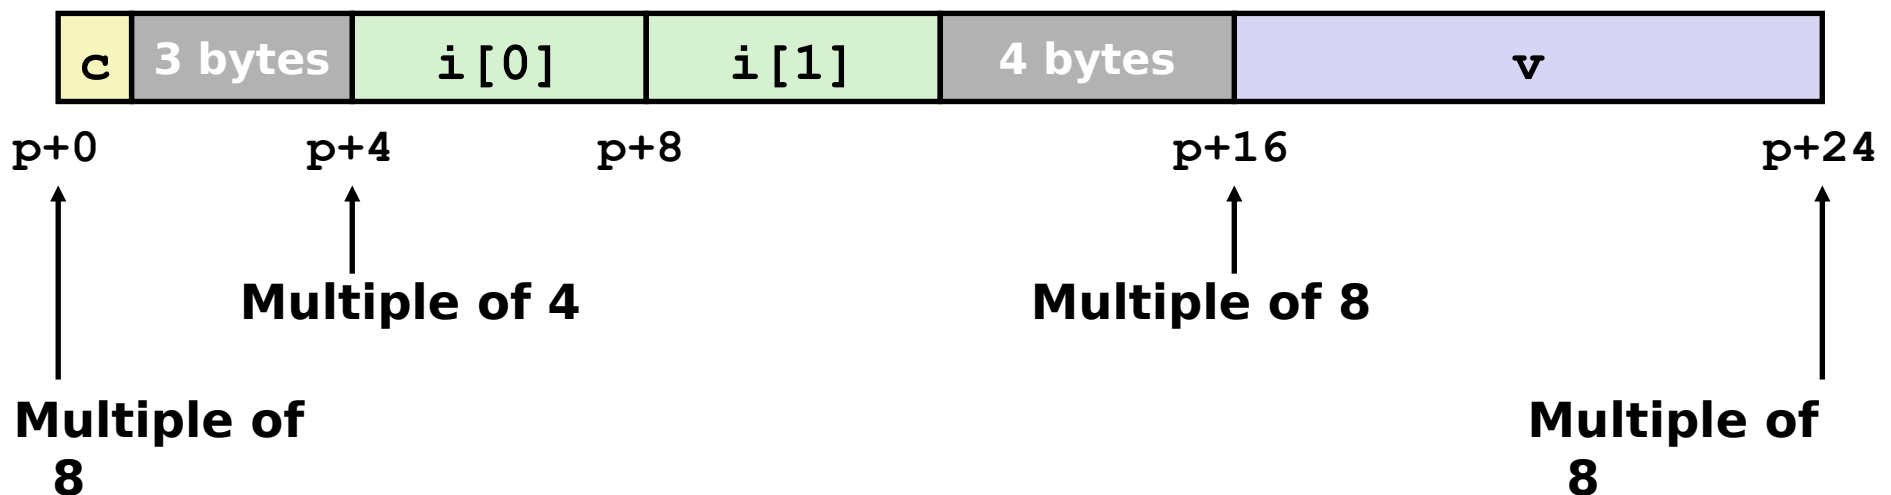 c 3 bytes i[0] i[1] 4 bytes v
p+0 p+4 p+8 p+16 p+24
Multiple of 4 Multiple of 8
Multiple of Multiple of
8 8